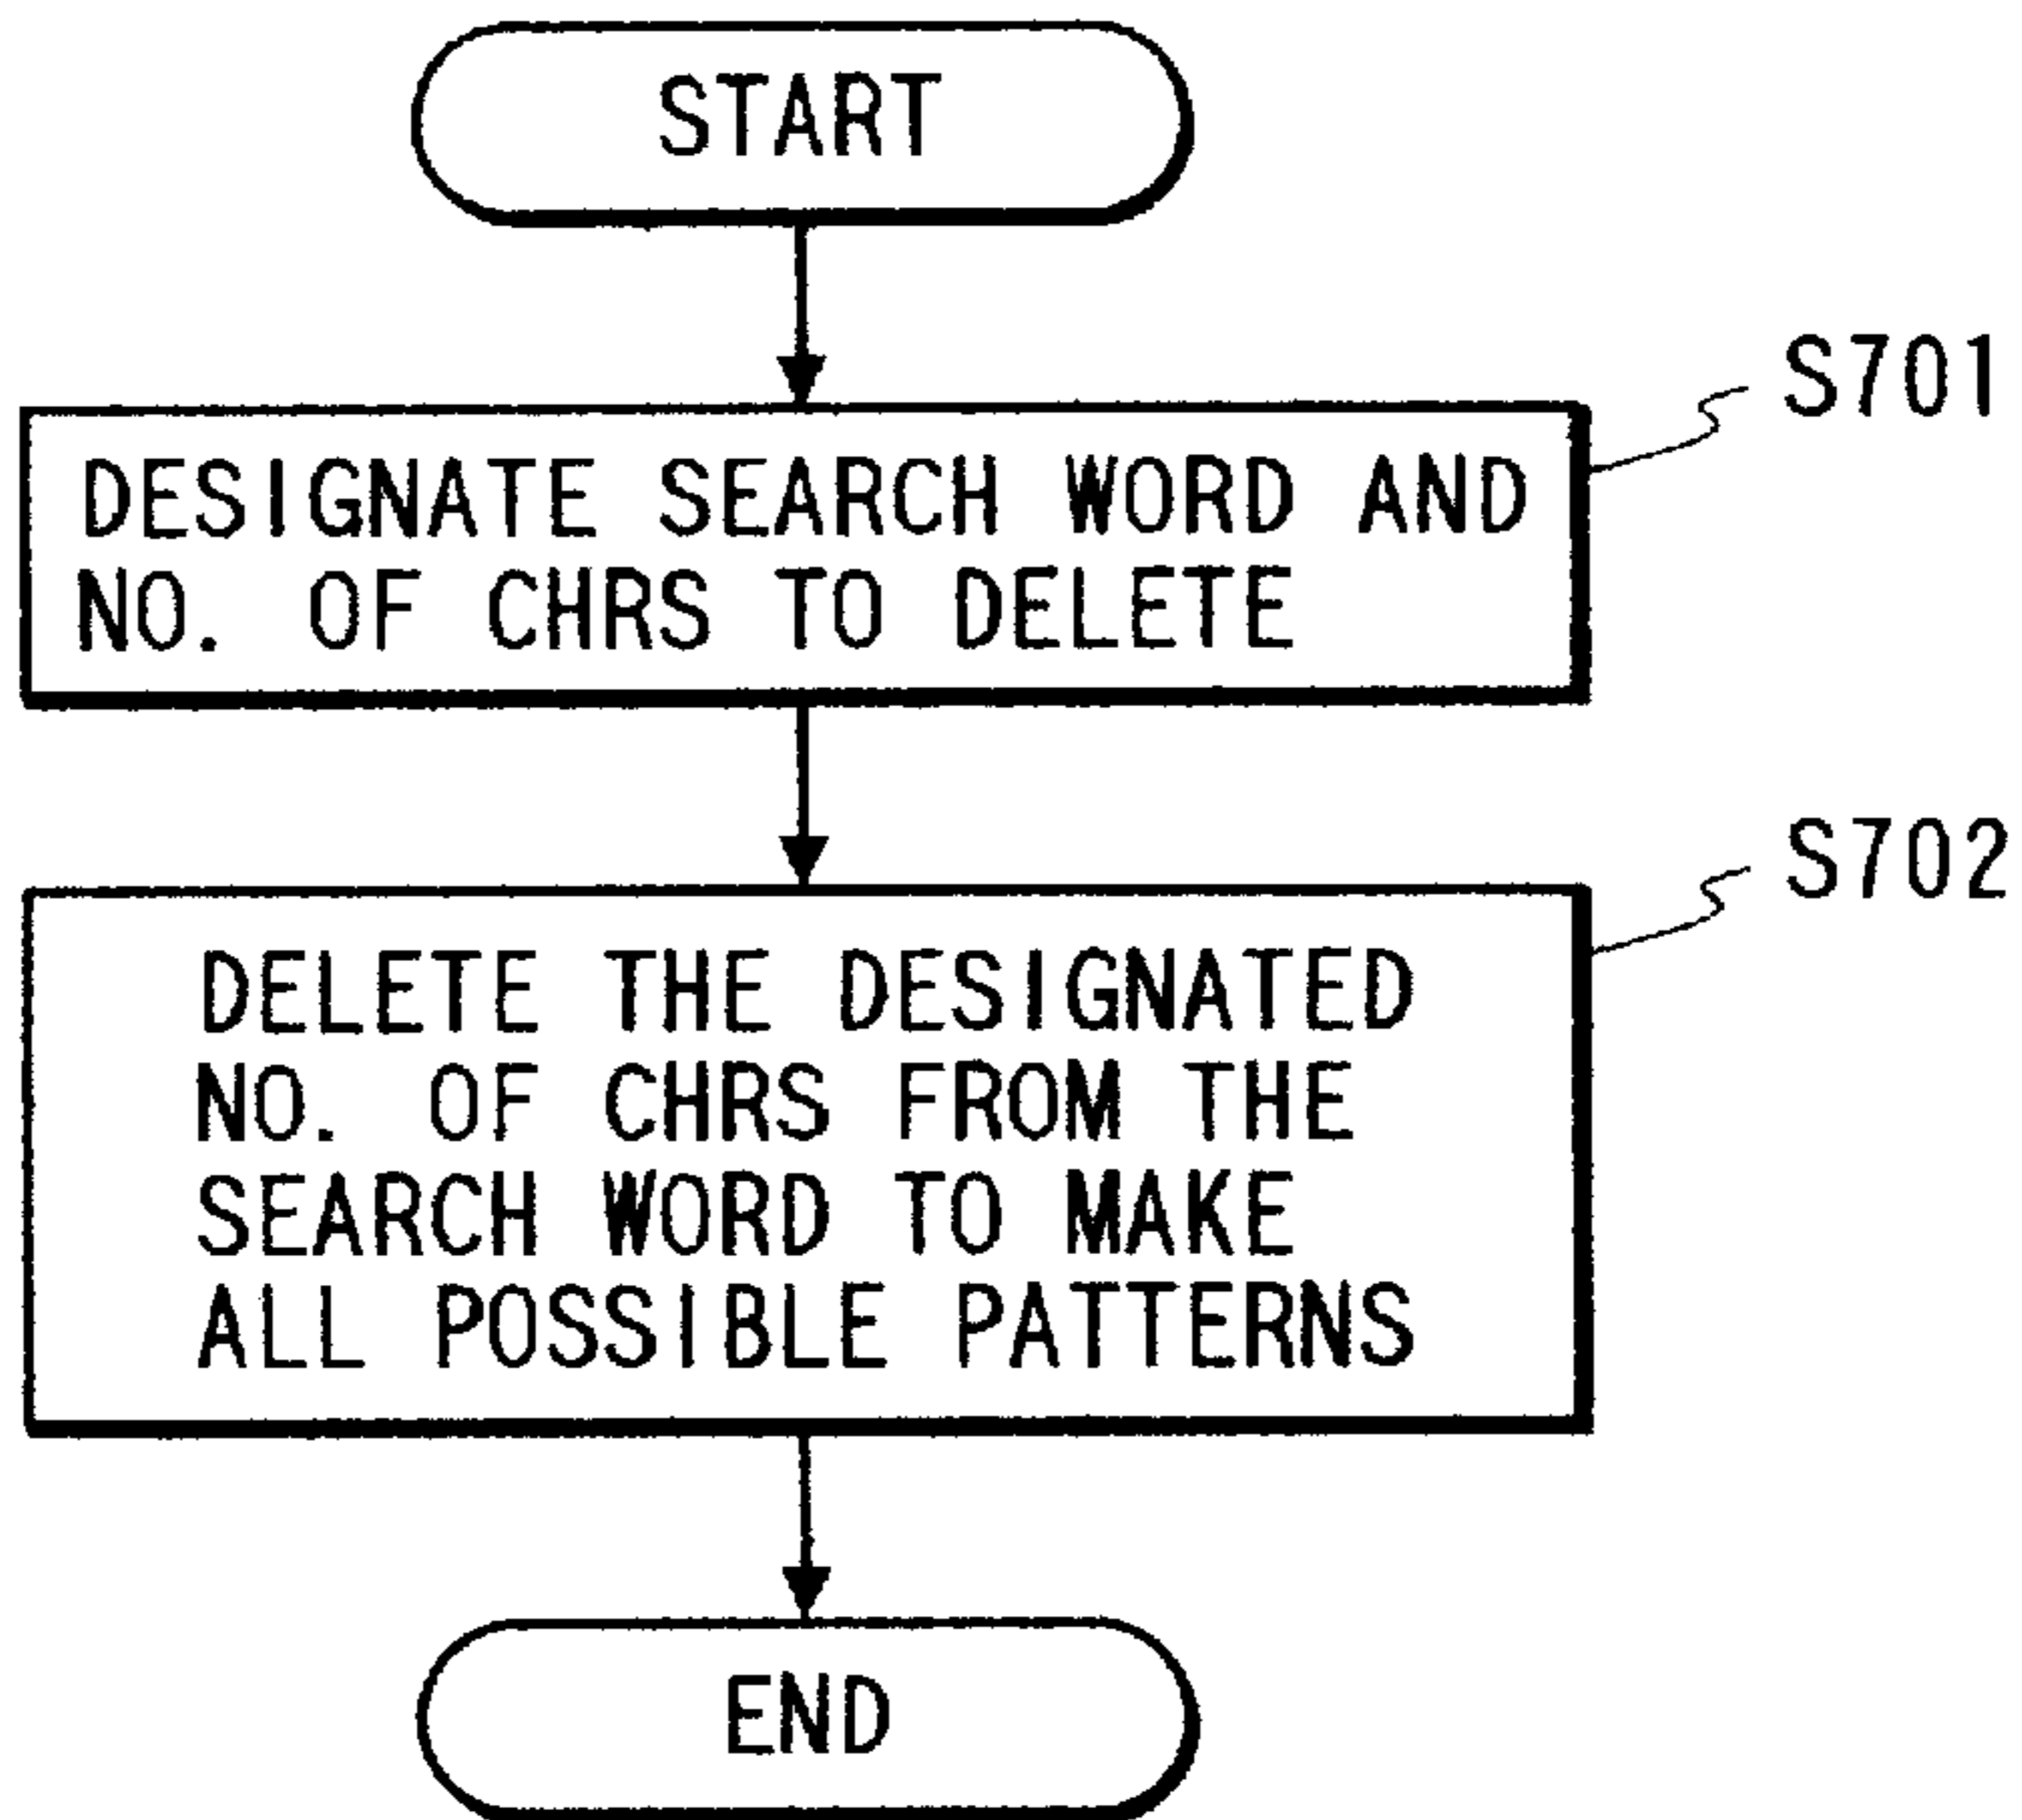 START
S701
DESIGNATE SEARCH WORD AND
NO. OF CHRS TO DELETE
S702
DELETE THE DESIGNATED
NO. OF CHRS FROM THE
SEARCH WORD TO MAKE
ALL POSSIBLE PATTERNS
END